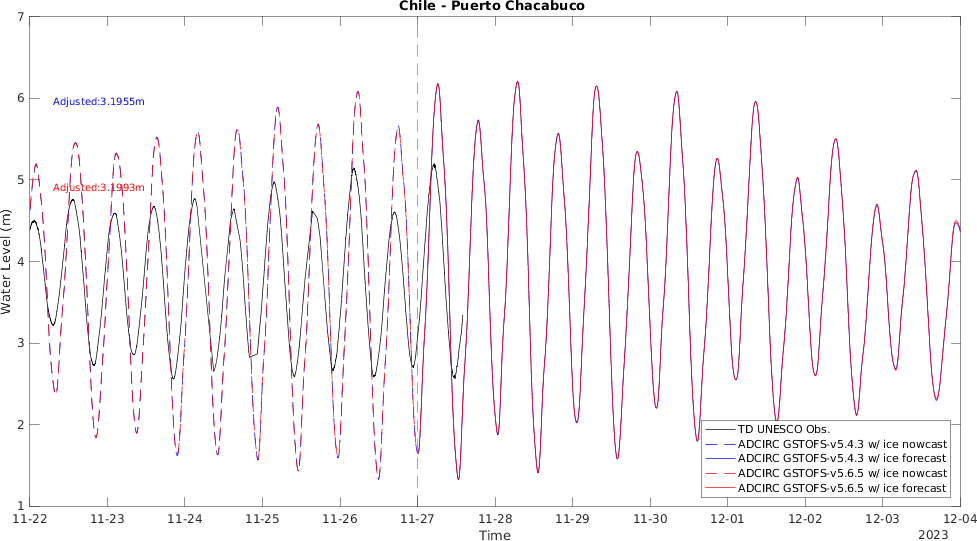 Chile - Puerto Chacabuco
7
6
5
4
3
2
1
Water Level (m)
Adjusted:3.1955m
Adjusted:3.1993m
TD UNESCO Obs.
ADCIRC GSTOFS-v5.4.3 w/ ice nowcast
ADCIRC GSTOFS-v5.4.3 w/ ice forecast
ADCIRC GSTOFS-v5.6.5 w/ ice nowcast
ADCIRC GSTOFS-v5.6.5 w/ ice forecast
11-22 11-23 11-24 11-25 11-26 11-27 11-28 11-29 11-30 12-01 12-02 12-03 12-04
Time
2023